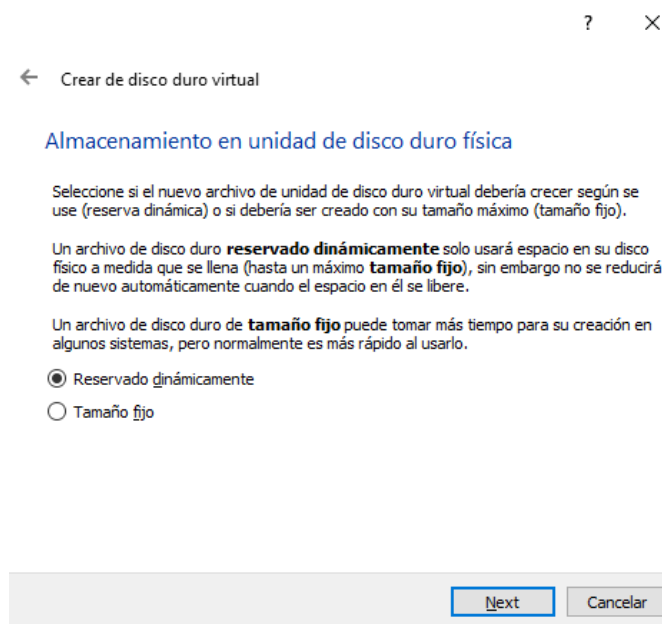 Crear de disco duro virtual
Almacenamiento en unidad de disco duro física
Seleccione si el nuevo archivo de unidad de disco duro virtual debería crecer según se
use (reserva dinámica) o si debería ser creado con su tamaño máximo (tamaño fijo).
Un archivo de disco duro reservado dinámicamente solo usará espacio en su disco
físico a medida que se llena (hasta un máximo tamaño fijo), sin embargo no se reducirá
de nuevo automáticamente cuando el espacio en él se libere.
Un archivo de disco duro de tamaño fijo puede tomar más tiempo para su creación en
algunos sistemas, pero normalmente es más rápido al usarlo.
Reservado dinámicamente
Tamaño fijo
Next Cancelar